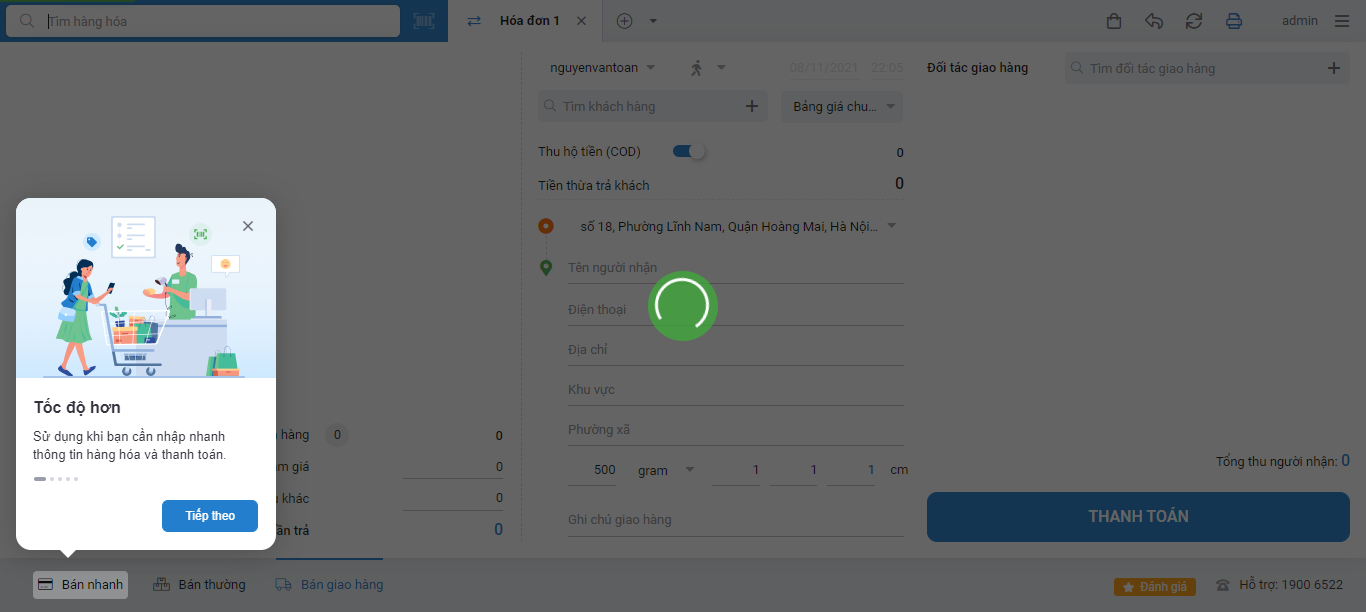 Tìm hàng hóa
Hóa đơn 1
admin
nguyenvantoan
08/11/2021 22:05
Đối tác giao hàng
Tìm đối tác giao hàng
Tìm khách hàng
Bảng giá chu...
Thu hộ tiền (COD)
0
Tiền thừa trả khách
0
số 18, Phường Lĩnh Nam, Quận Hoàng Mai, Hà Nội...
Tên người nhận
Điện thoại
Địa chỉ
Khu vực
Phường xã
500 gram 1 1 1 cm
Ghi chú giao hàng
Tốc độ hơn
Sử dụng khi bạn cần nhập nhanh
thông tin hàng hóa và thanh toán.
Tiếp theo
hàng 0 0
0
khác 0
trả 0
Tổng thu người nhận: 0
THANH TOÁN
Bán nhanh
Bán thường
Bán giao hàng
Đánh giá
Hỗ trợ: 1900 6522